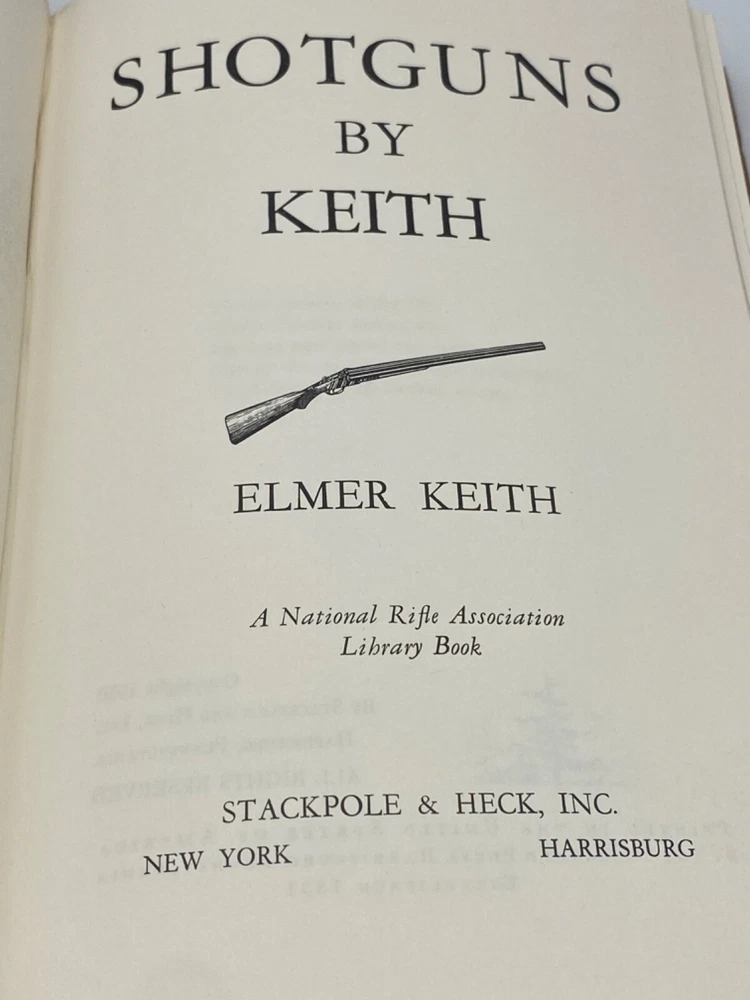 SHOTGUNS
BY
KEITH
ELMER KEITH
A National Rifle Association
Library Book
STACKPOLE & HECK, INC.
NEW YORK HARRISBURG